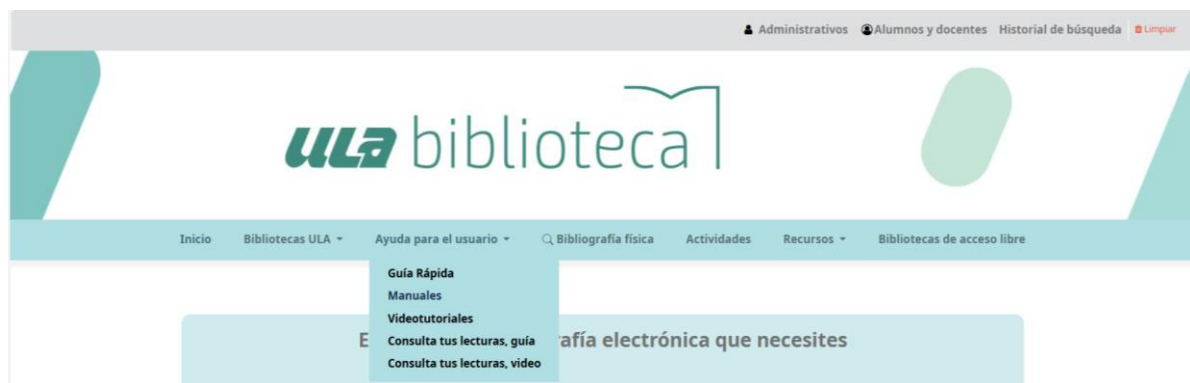 Administrativos Alumnos y docentes Historial de búsqueda Limpiar
ULA biblioteca
Inicio Bibliotecas ULA Ayuda para el usuario Bibliografía física Actividades Recursos Bibliotecas de acceso libre
Guía Rápida
Manuales
Videotutoriales
E afía electrónica que necesites
Consulta tus lecturas, guía
Consulta tus lecturas, video